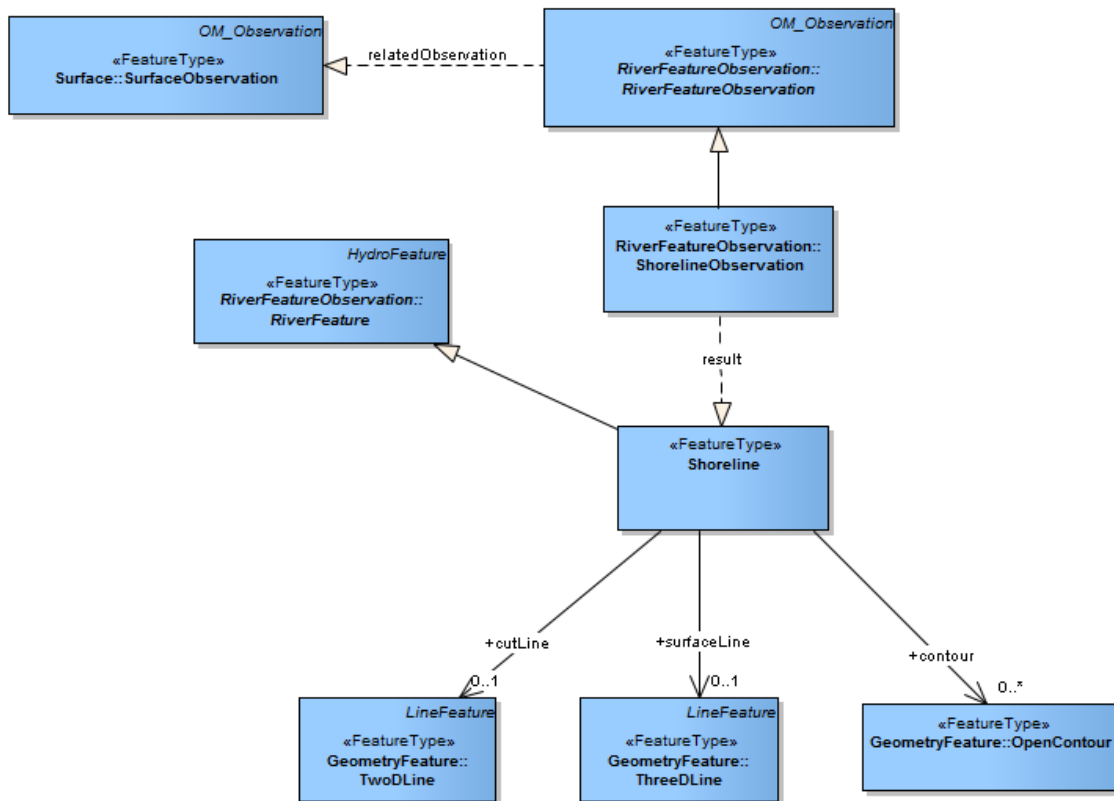 OM_Observation
«FeatureType»
Surface::SurfaceObservation
relatedObservation
OM_Observation
«FeatureType»
RiverFeatureObservation::
RiverFeatureObservation
«FeatureType»
RiverFeatureObservation::
ShorelineObservation
HydroFeature
«FeatureType»
RiverFeatureObservation::
RiverFeature
result
«FeatureType»
Shoreline
+cutLine
0..1
+surfaceLine
0..1
+contour
0..*
LineFeature
«FeatureType»
GeometryFeature::
TwoDLine
LineFeature
«FeatureType»
GeometryFeature::
ThreeDLine
«FeatureType»
GeometryFeature::OpenContour